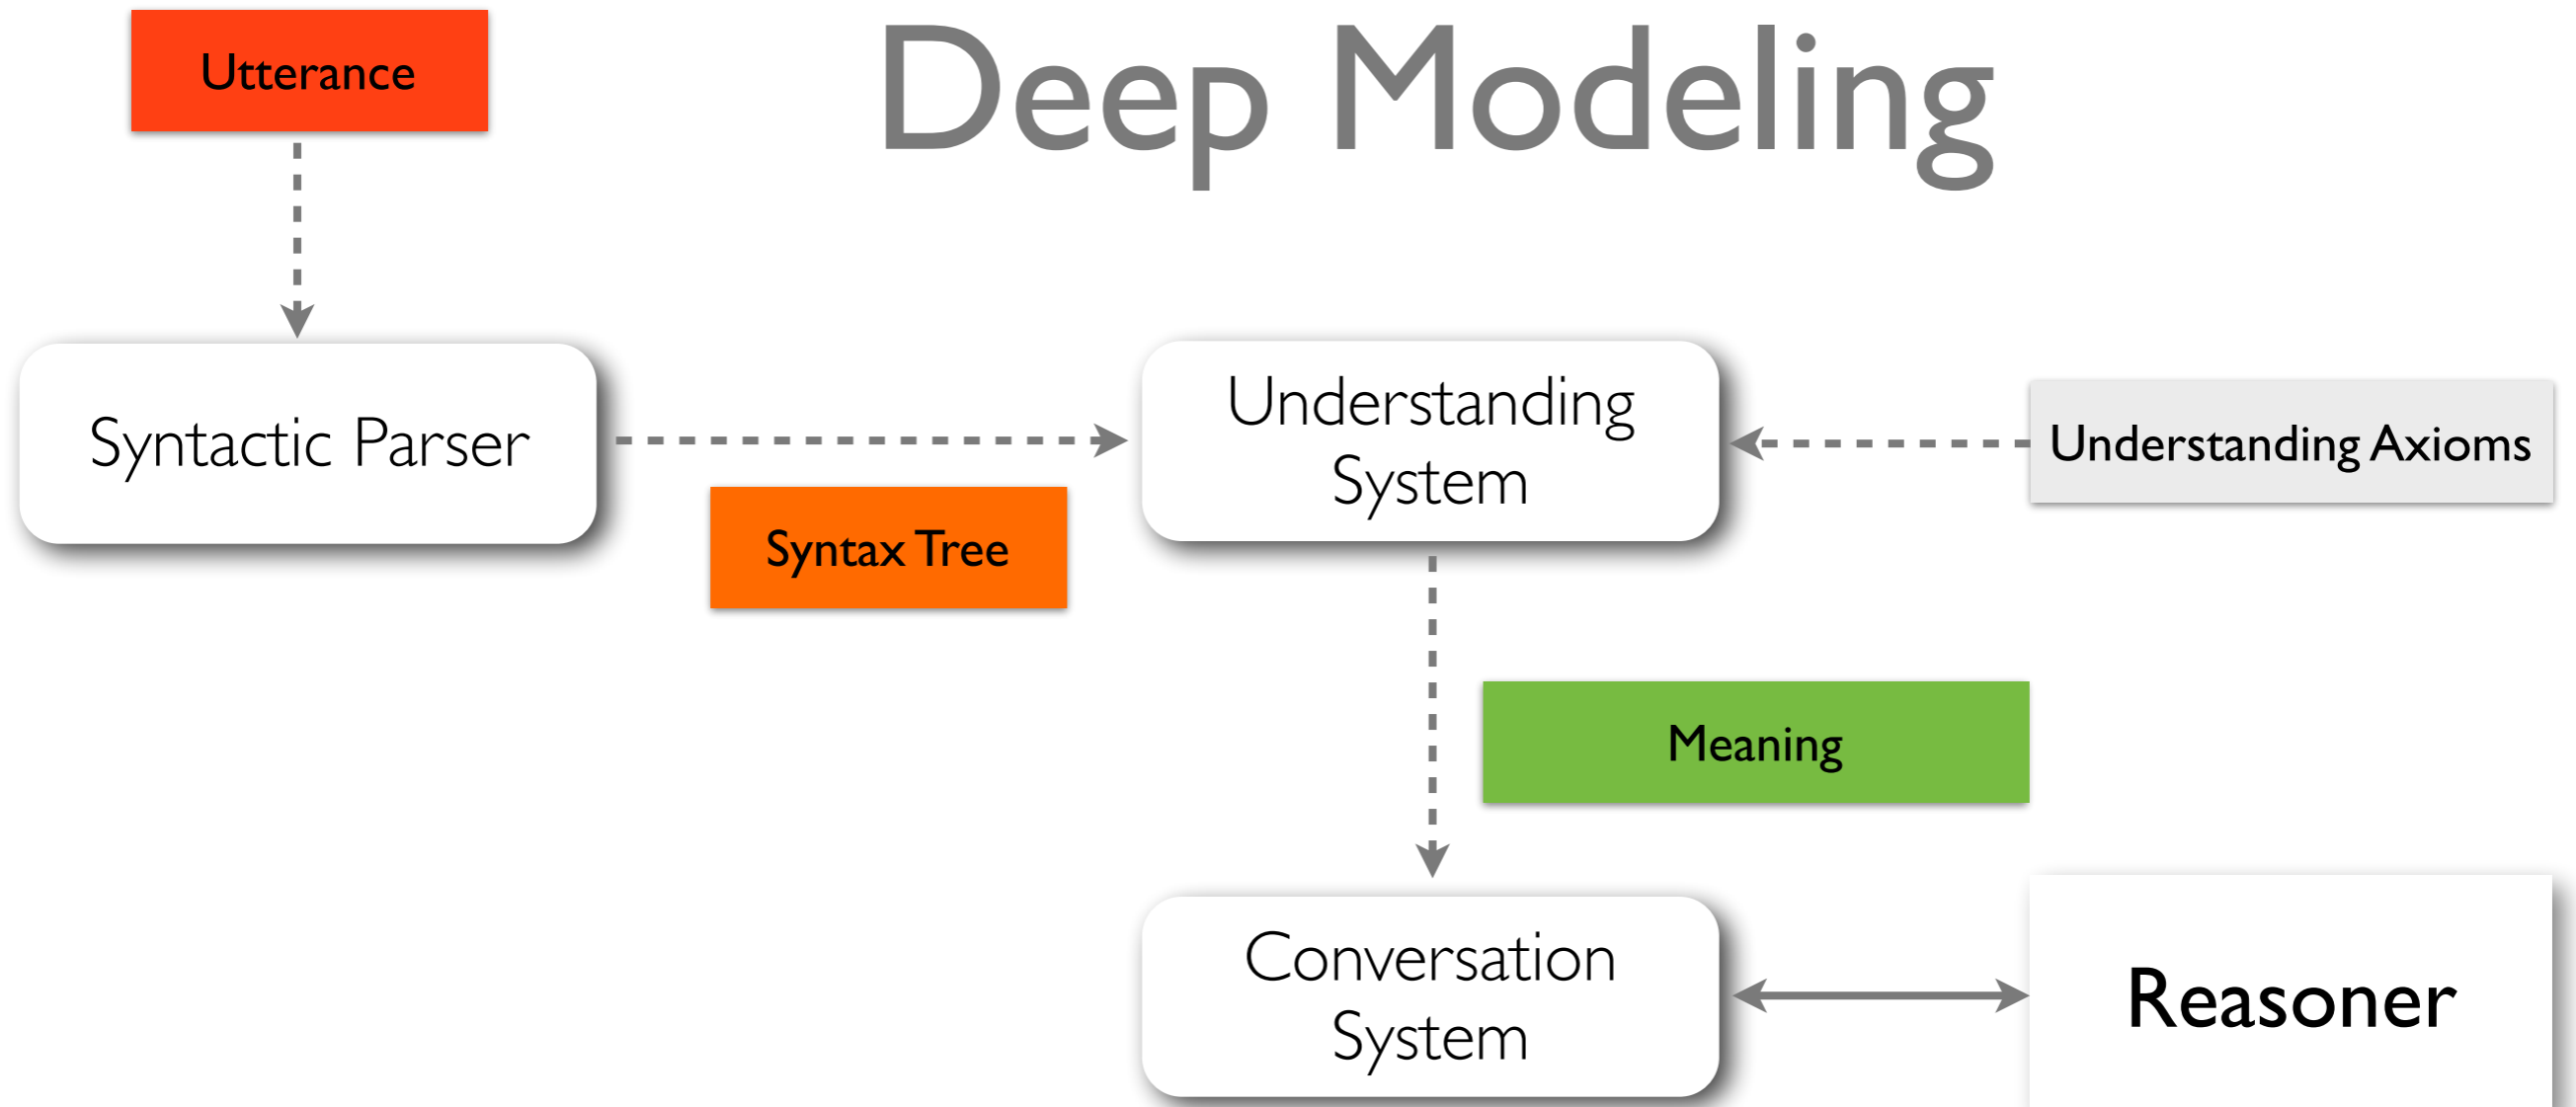 Deep Modeling
Utterance
Syntactic Parser
Syntax Tree
Understanding
System
Understanding Axioms
Meaning
Conversation
System
Reasoner